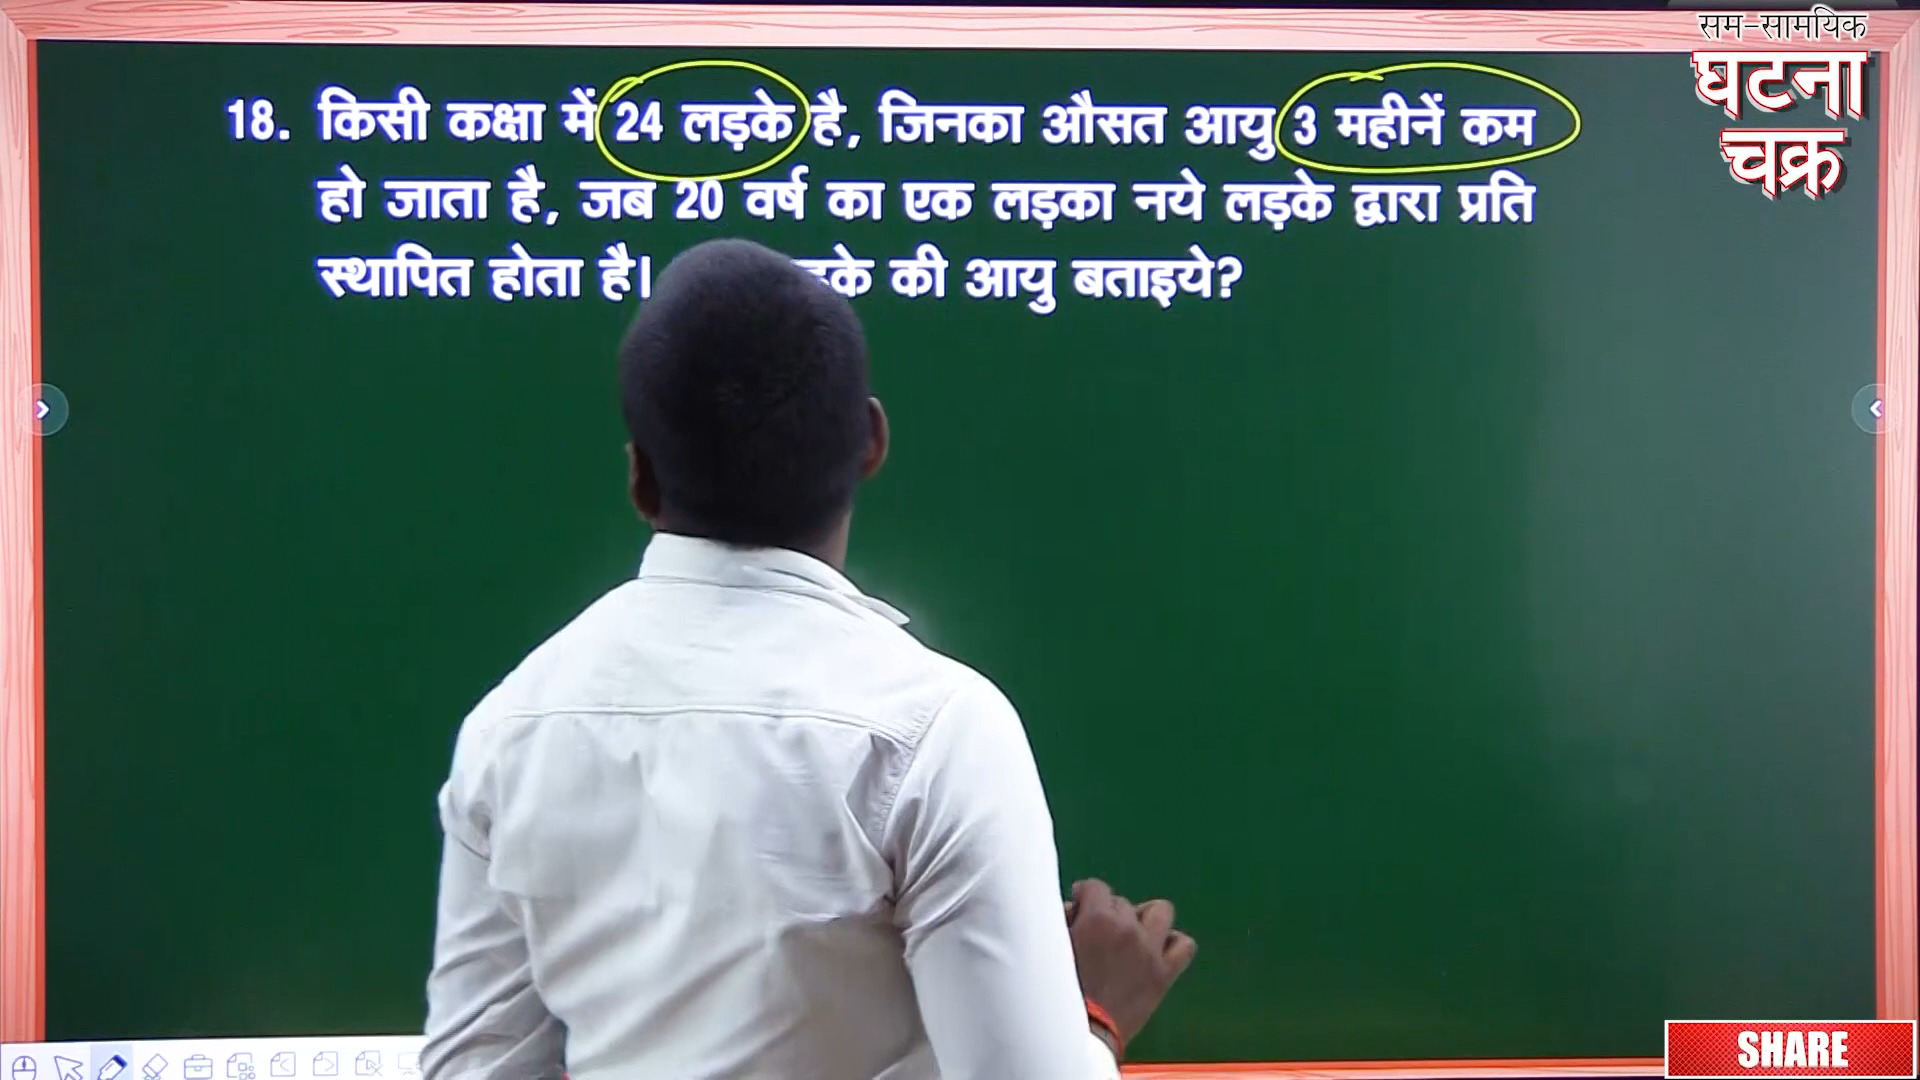 सम-सामयिक
घटना
चक्र
18. किसी कक्षा में 24 लड़के है, जिनका औसत आयु 3 महीनें कम
हो जाता है, जब 20 वर्ष का एक लड़का नये लड़के द्वारा प्रति
स्थापित होता है। की आयु बताइये?
SHARE